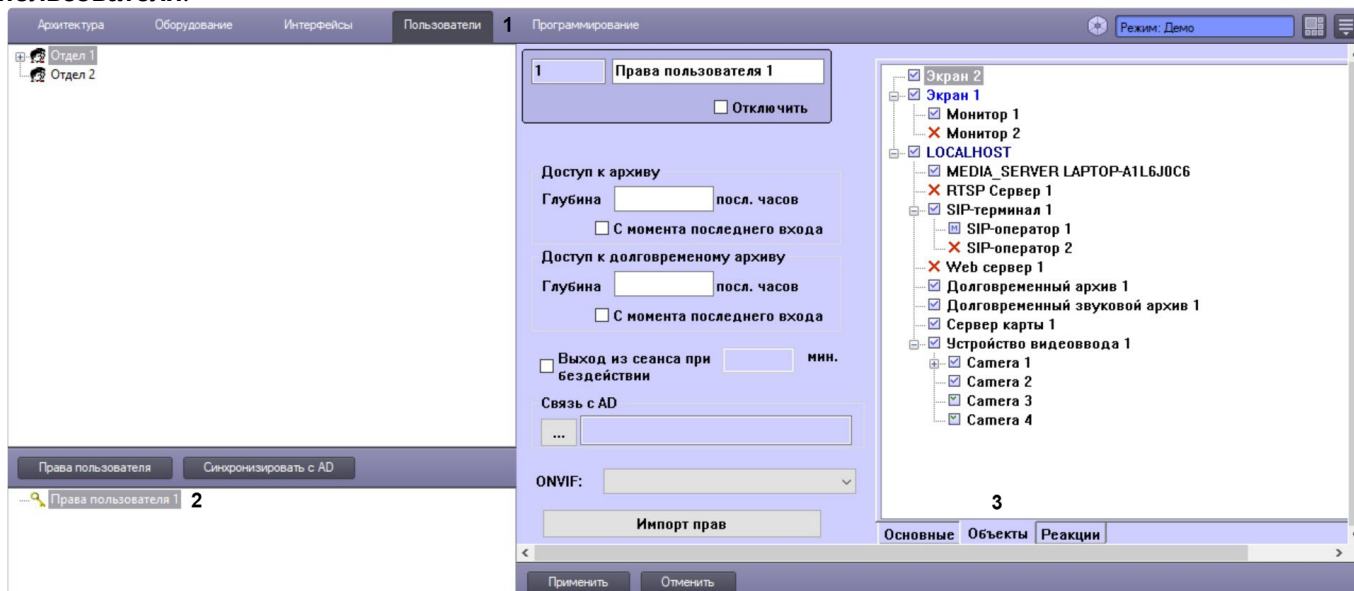 пользователи.
Архитектура Оборудование Интерфейсы Пользователи 1 Программирование Режим: Демо
Отдел 1
Отдел 2
1 Права пользователя 1
Отключить
Доступ к архиву
Глубина посл. часов
С момента последнего входа
Доступ к долговременому архиву
Глубина посл. часов
С момента последнего входа
Выход из сеанса при мин.
бездействии
Связь с AD
...
ONVIF:
Импорт прав
Экран 2
Экран 1
Монитор 1
Монитор 2
LOCALHOST
MEDIA_SERVER LAPTOP-A1L6J0C6
RTSP Сервер 1
SIP-терминал 1
SIP-оператор 1
SIP-оператор 2
Web сервер 1
Долговременный архив 1
Долговременный звуковой архив 1
Сервер карты 1
Устройство видеоввода 1
Camera 1
Camera 2
Camera 3
Camera 4
3
Основные Объекты Реакции
Права пользователя Синхронизировать с AD
Права пользователя 1 2
Применить Отменить